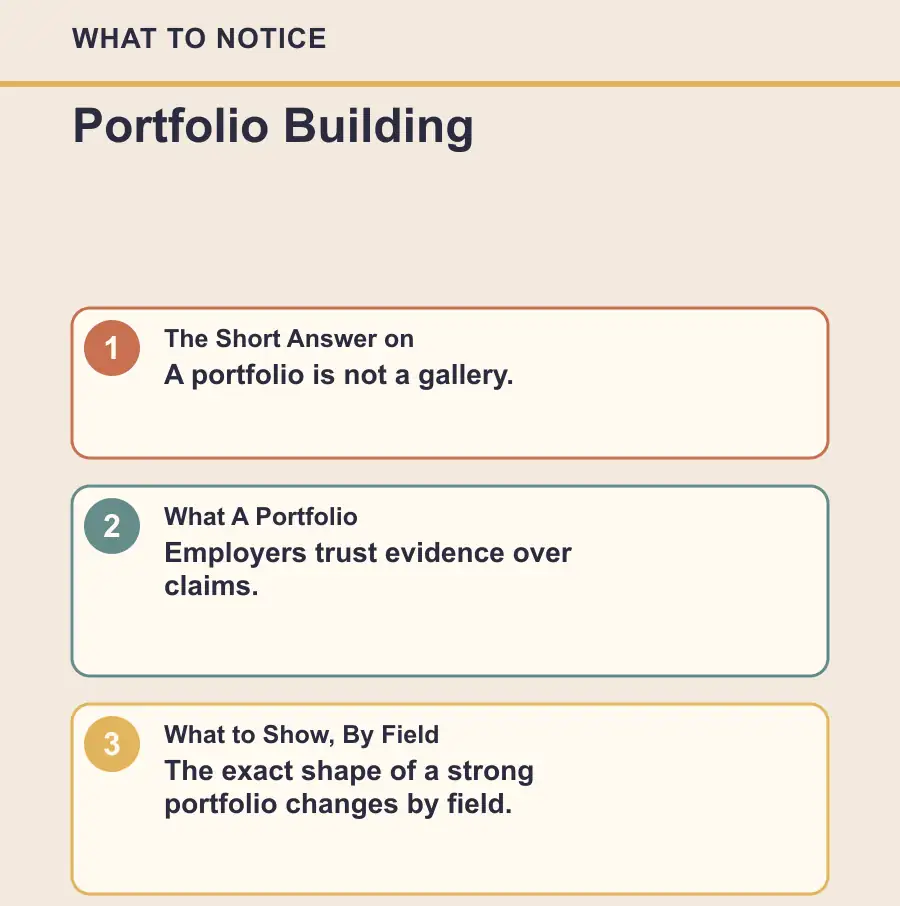 WHAT TO NOTICE
Portfolio Building
1
The Short Answer on
A portfolio is not a gallery.
2
What A Portfolio
Employers trust evidence over
claims.
3
What to Show, By Field
The exact shape of a strong
portfolio changes by field.